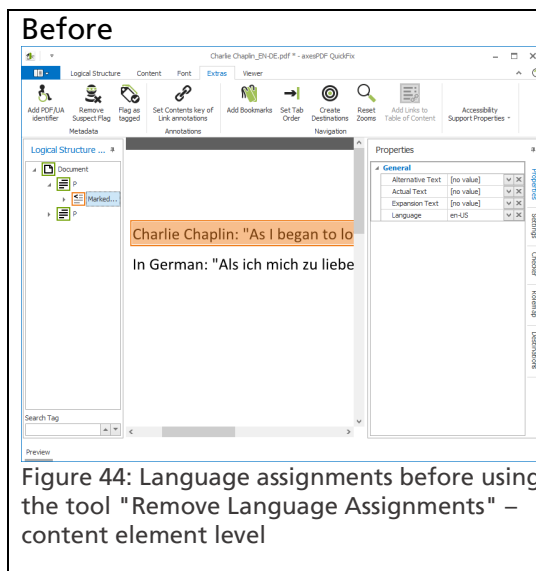 Before
Charlie Chaplin_EN-DE.pdf * - axesPDF QuickFix
Logical Structure Content Font Extras Viewer
Add PDF/UA identifier Remove Suspect Flag Flag as tagged Set Contents key of Link annotations Add Bookmarks Set Tab Order Create Destinations Reset Zooms Add Links to Table of Content Accessibility Support Properties
Metadata Annotations Navigation
Logical Structure ... Properties
Document
P
Marked...
P
General
Alternative Text [no value]
Actual Text [no value]
Expansion Text [no value]
Language en-US
Properties
Settings
Checker
Rolemap
Destinations
Charlie Chaplin: "As I began to lo
In German: "Als ich mich zu liebe
Search Tag
Preview
Figure 44: Language assignments before using
the tool "Remove Language Assignments" –
content element level